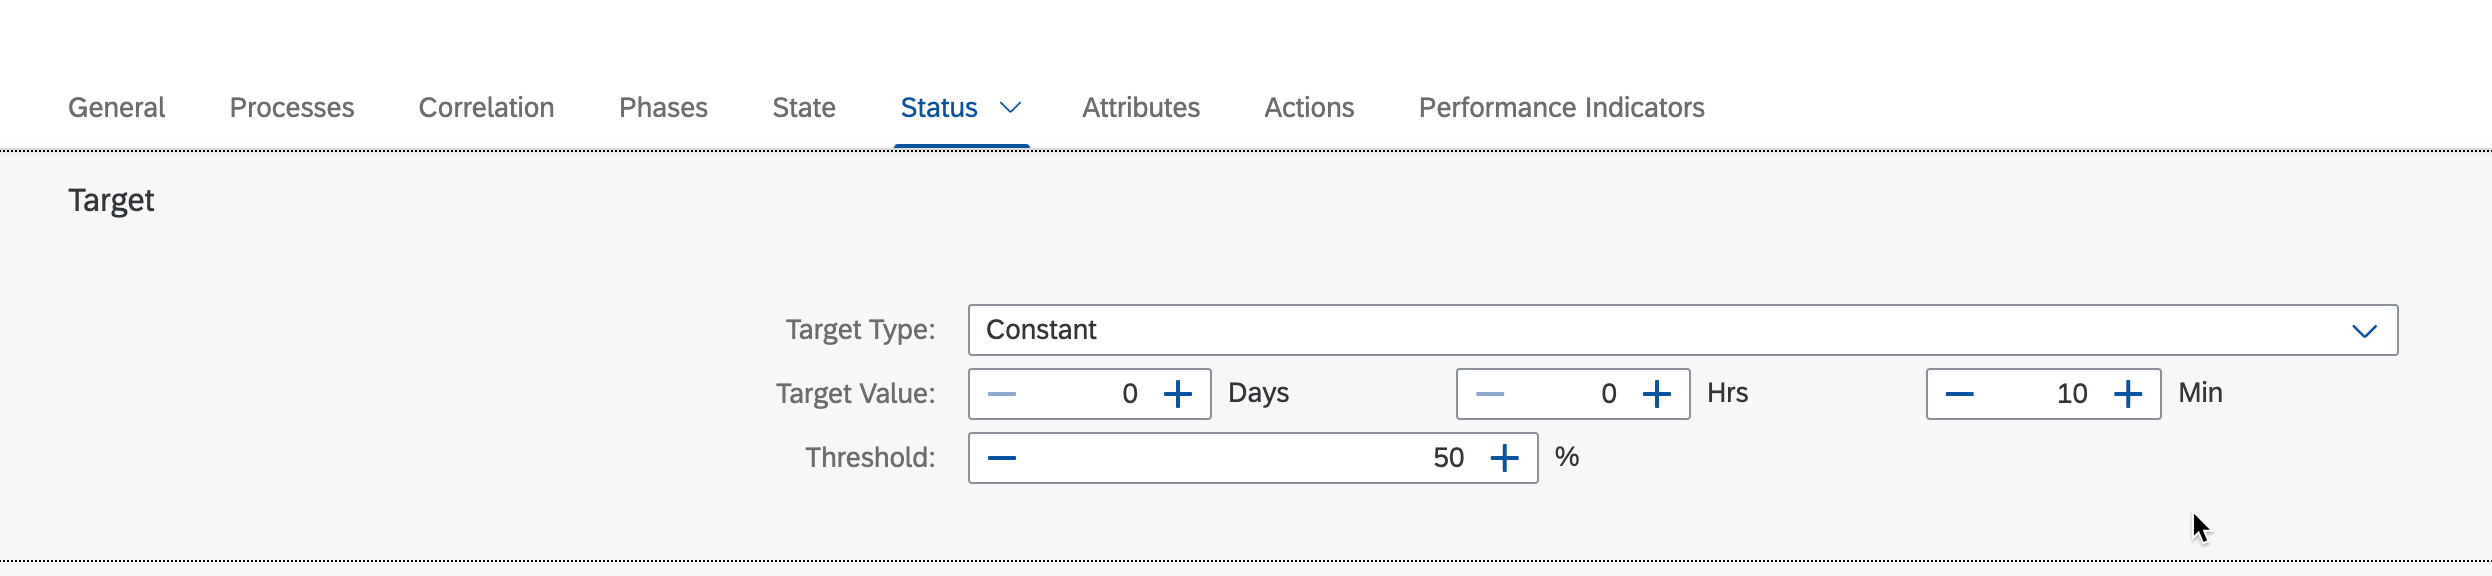 General Processes Correlation Phases State Status Attributes Actions Performance Indicators
Target
Target Type: Constant
Target Value: 0 Days 0 Hrs 10 Min
Threshold: 50 %